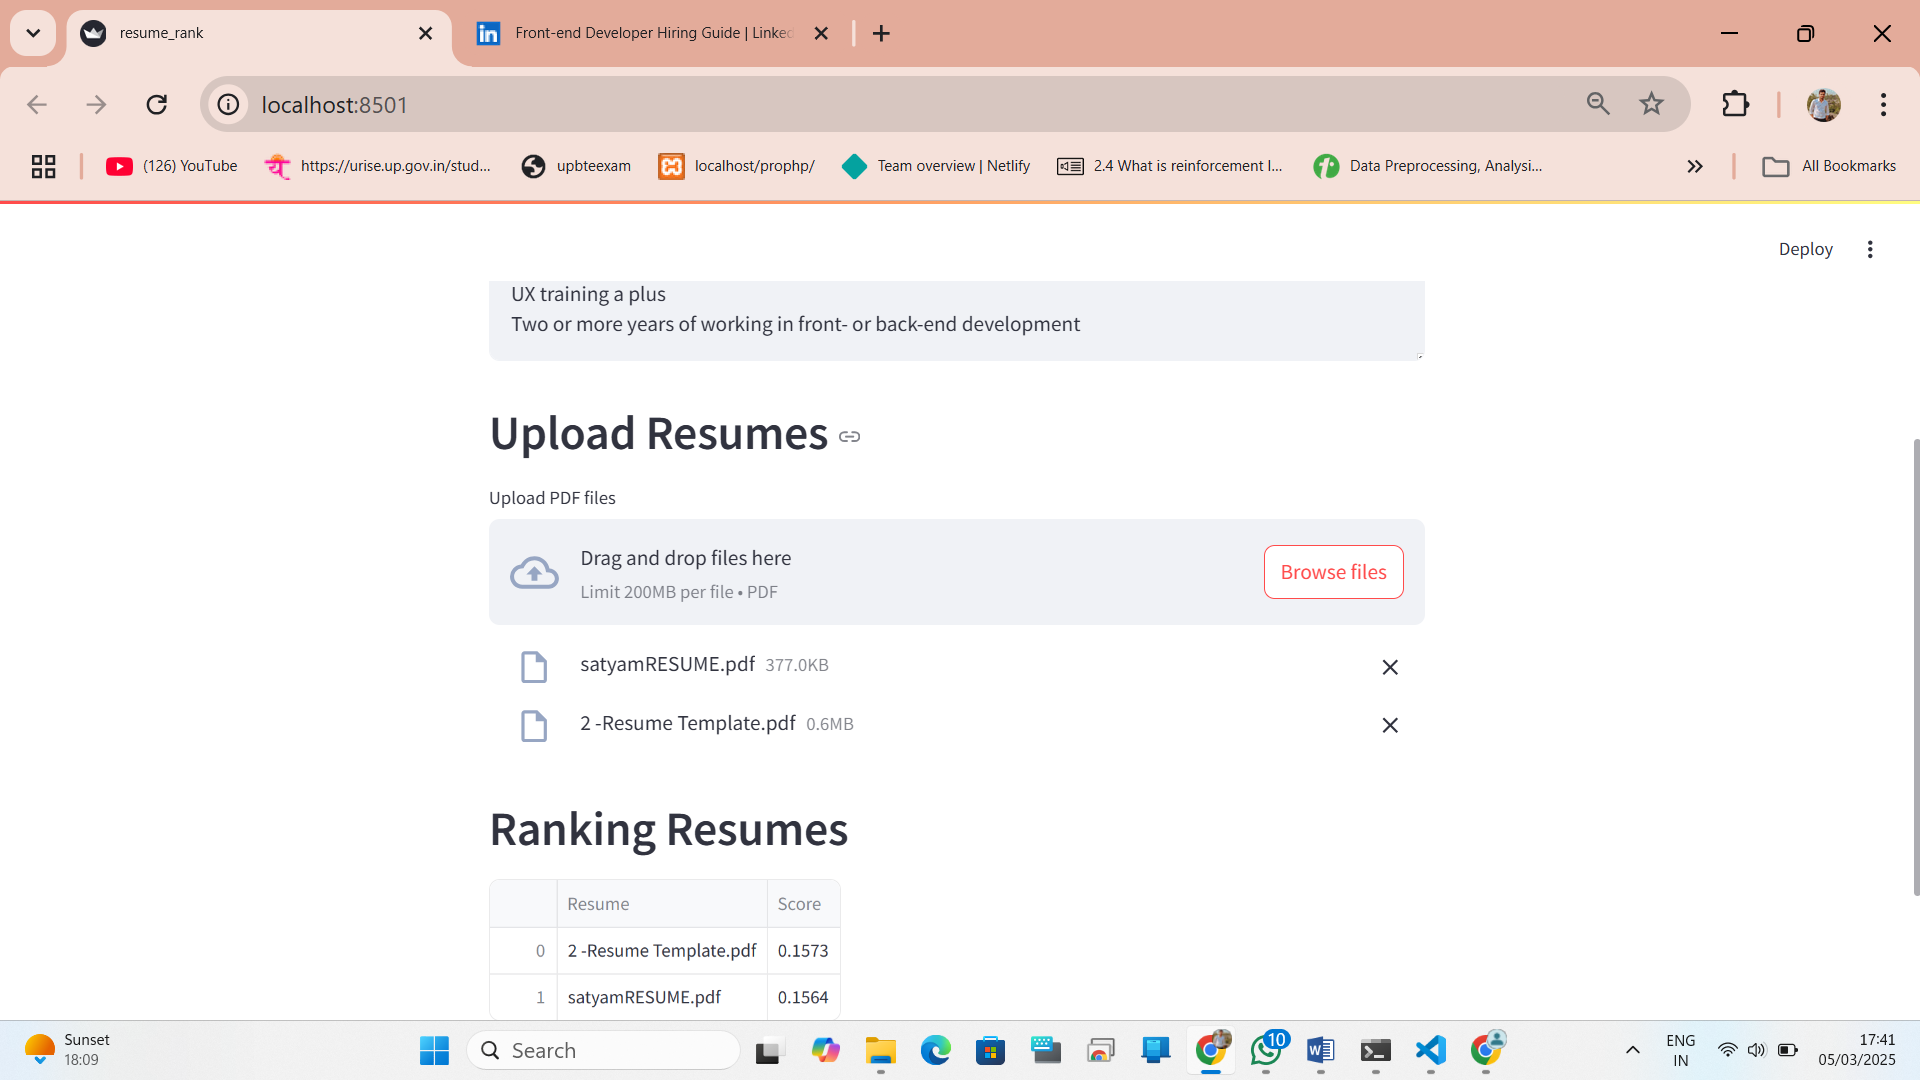 resume_rank
Front-end Developer Hiring Guide | Linked
localhost:8501
(126) YouTube
https://urise.up.gov.in/stud...
upbteexam
localhost/prophp/
Team overview | Netlify
2.4 What is reinforcement l...
Data Preprocessing, Analysi...
All Bookmarks
Deploy
UX training a plus
Two or more years of working in front- or back-end development
Upload Resumes
Upload PDF files
Drag and drop files here
Limit 200MB per file • PDF
Browse files
satyamRESUME.pdf 377.0KB
2 -Resume Template.pdf 0.6MB
Ranking Resumes
Resume Score
0 2 -Resume Template.pdf 0.1573
1 satyamRESUME.pdf 0.1564
Sunset
18:09
Search
10
ENG
IN
17:41
05/03/2025